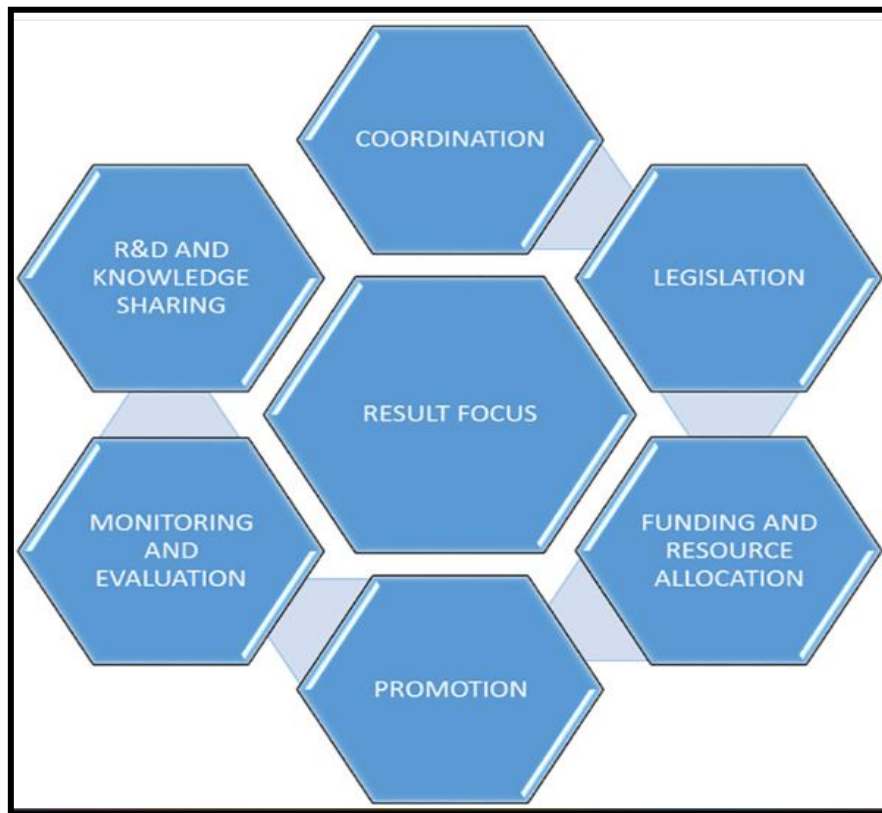 COORDINATION
LEGISLATION
FUNDING AND
RESOURCE
ALLOCATION
PROMOTION
MONITORING
AND
EVALUATION
R&D AND
KNOWLEDGE
SHARING
RESULT FOCUS